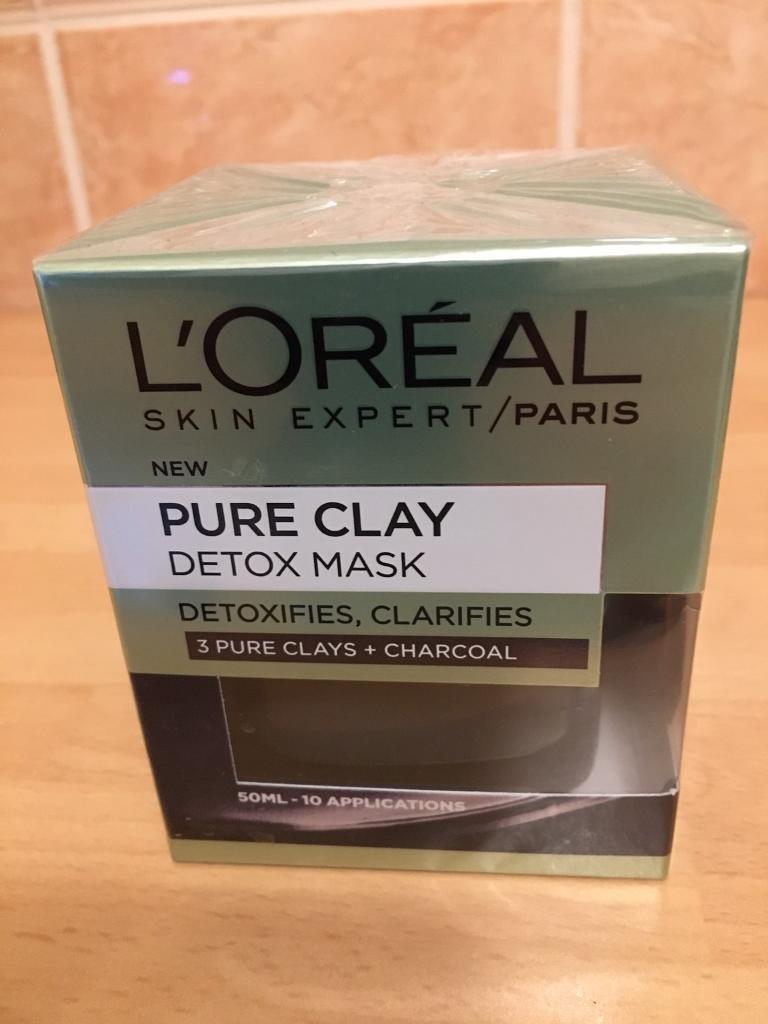 L'ORÉAL
SKIN EXPERT/PARIS
NEW
PURE CLAY
DETOX MASK
DETOXIFIES, CLARIFIES
3 PURE CLAYS + CHARCOAL
50ML - 10 APPLICATIONS